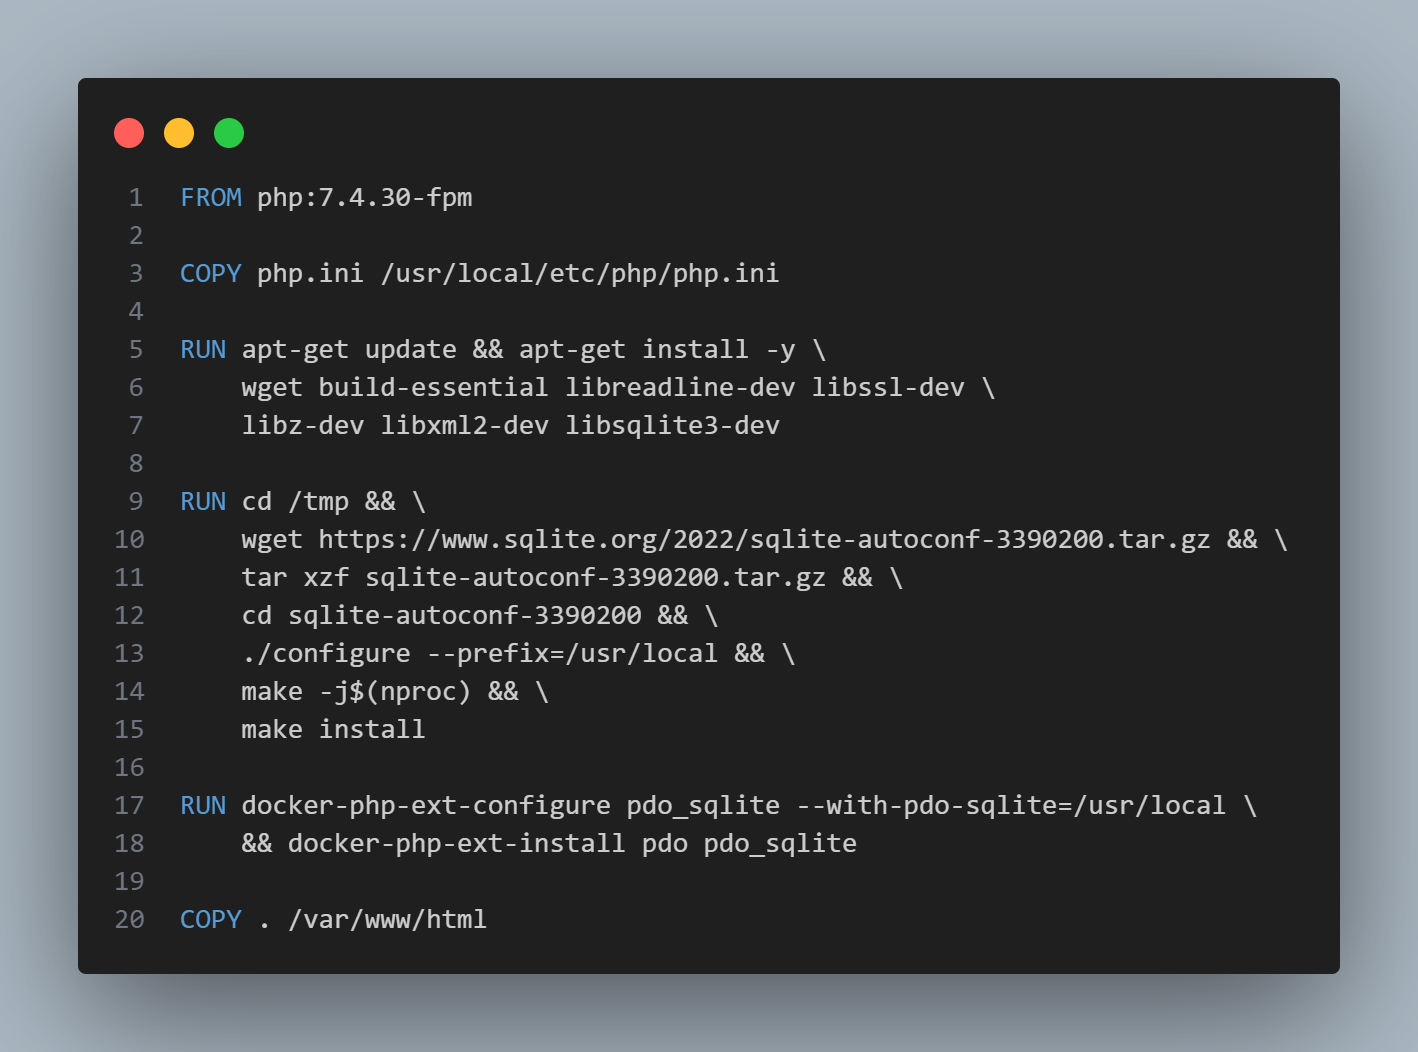 1 FROM php:7.4.30-fpm
2
3 COPY php.ini /usr/local/etc/php/php.ini
4
5 RUN apt-get update && apt-get install -y \
6     wget build-essential libreadline-dev libssl-dev \
7     libz-dev libxml2-dev libsqlite3-dev
8
9 RUN cd /tmp && \
10     wget https://www.sqlite.org/2022/sqlite-autoconf-3390200.tar.gz && \
11     tar xzf sqlite-autoconf-3390200.tar.gz && \
12     cd sqlite-autoconf-3390200 && \
13     ./configure --prefix=/usr/local && \
14     make -j$(nproc) && \
15     make install
16
17 RUN docker-php-ext-configure pdo_sqlite --with-pdo-sqlite=/usr/local \
18     && docker-php-ext-install pdo pdo_sqlite
19
20 COPY . /var/www/html